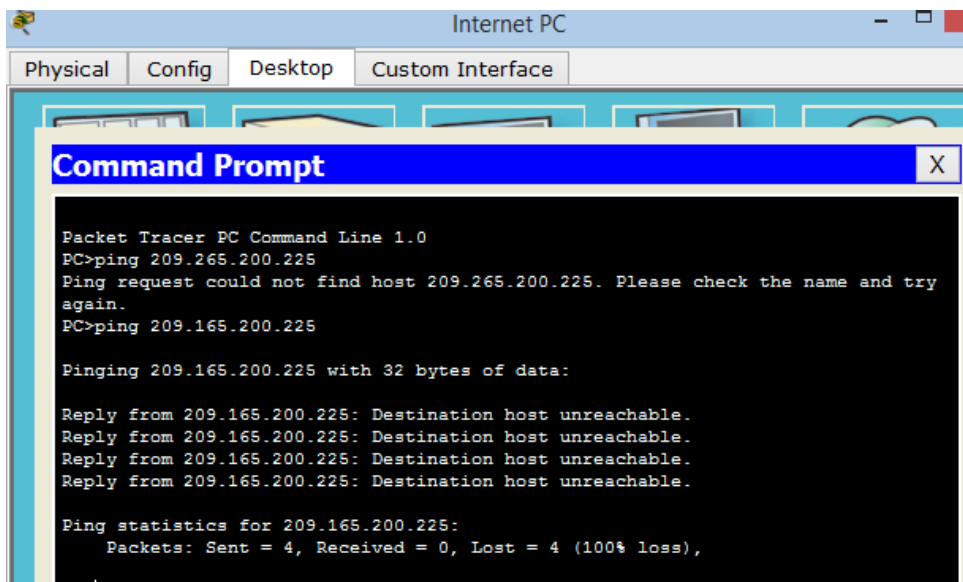 Internet PC
Physical Config Desktop Custom Interface
Command Prompt
X
Packet Tracer PC Command Line 1.0
PC>ping 209.265.200.225
Ping request could not find host 209.265.200.225. Please check the name and try
again.
PC>ping 209.165.200.225
Pinging 209.165.200.225 with 32 bytes of data:
Reply from 209.165.200.225: Destination host unreachable.
Reply from 209.165.200.225: Destination host unreachable.
Reply from 209.165.200.225: Destination host unreachable.
Reply from 209.165.200.225: Destination host unreachable.
Ping statistics for 209.165.200.225:
Packets: Sent = 4, Received = 0, Lost = 4 (100% loss),